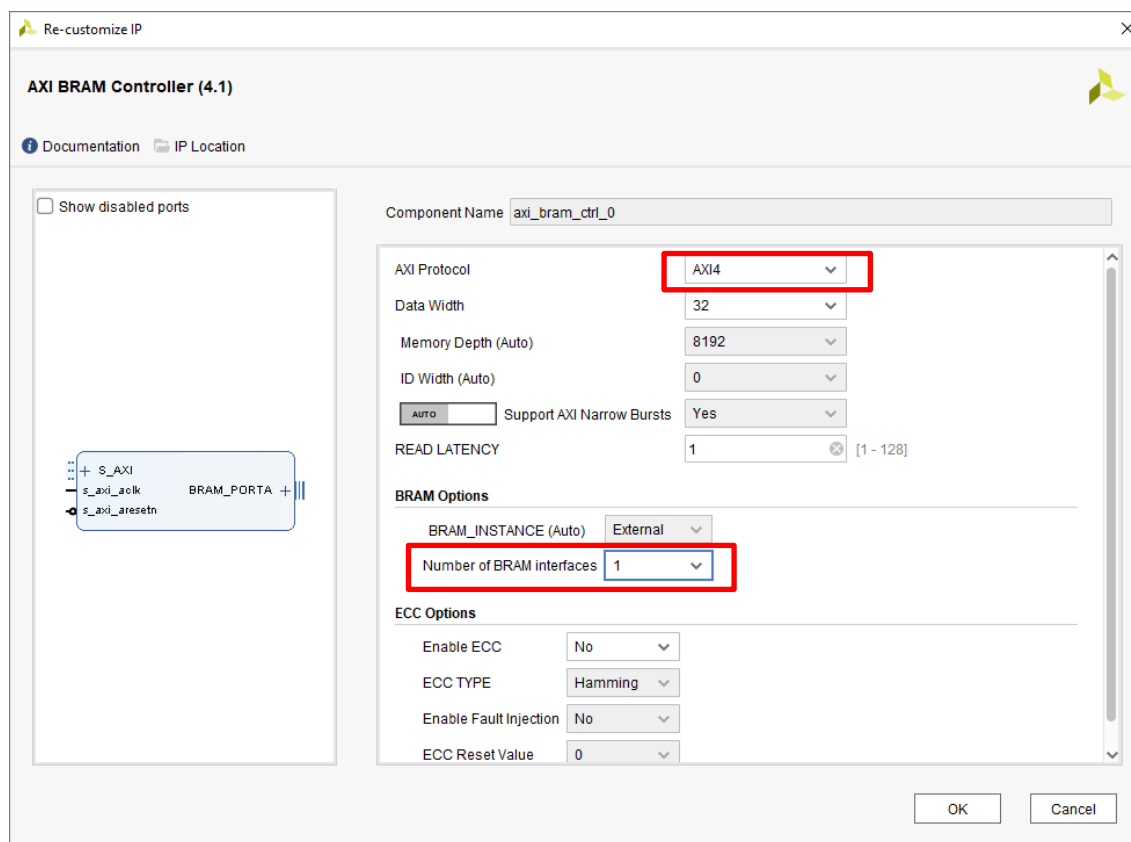 Re-customize IP
AXI BRAM Controller (4.1)
Documentation IP Location
Show disabled ports
S_AXI
s_axi_aclk BRAM_PORTA
s_axi_aresetn
Component Name axi_bram_ctrl_0
AXI Protocol AXI4
Data Width 32
Memory Depth (Auto) 8192
ID Width (Auto) 0
AUTO Support AXI Narrow Bursts Yes
READ LATENCY 1 [1 - 128]
BRAM Options
BRAM_INSTANCE (Auto) External
Number of BRAM interfaces 1
ECC Options
Enable ECC No
ECC TYPE Hamming
Enable Fault Injection No
ECC Reset Value 0
OK Cancel